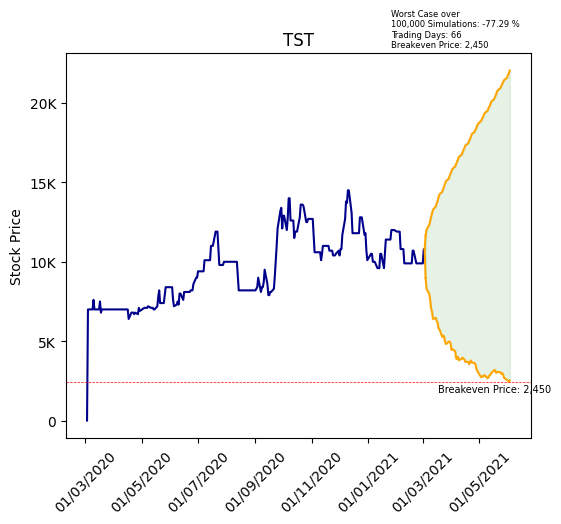 Worst Case over
100,000 Simulations: -77.29 %
Trading Days: 66
Breakeven Price: 2,450
TST
Stock Price
20K
15K
10K
5K
0
Breakeven Price: 2,450
01/03/2020
01/05/2020
01/07/2020
01/09/2020
01/11/2020
01/01/2021
01/03/2021
01/05/2021